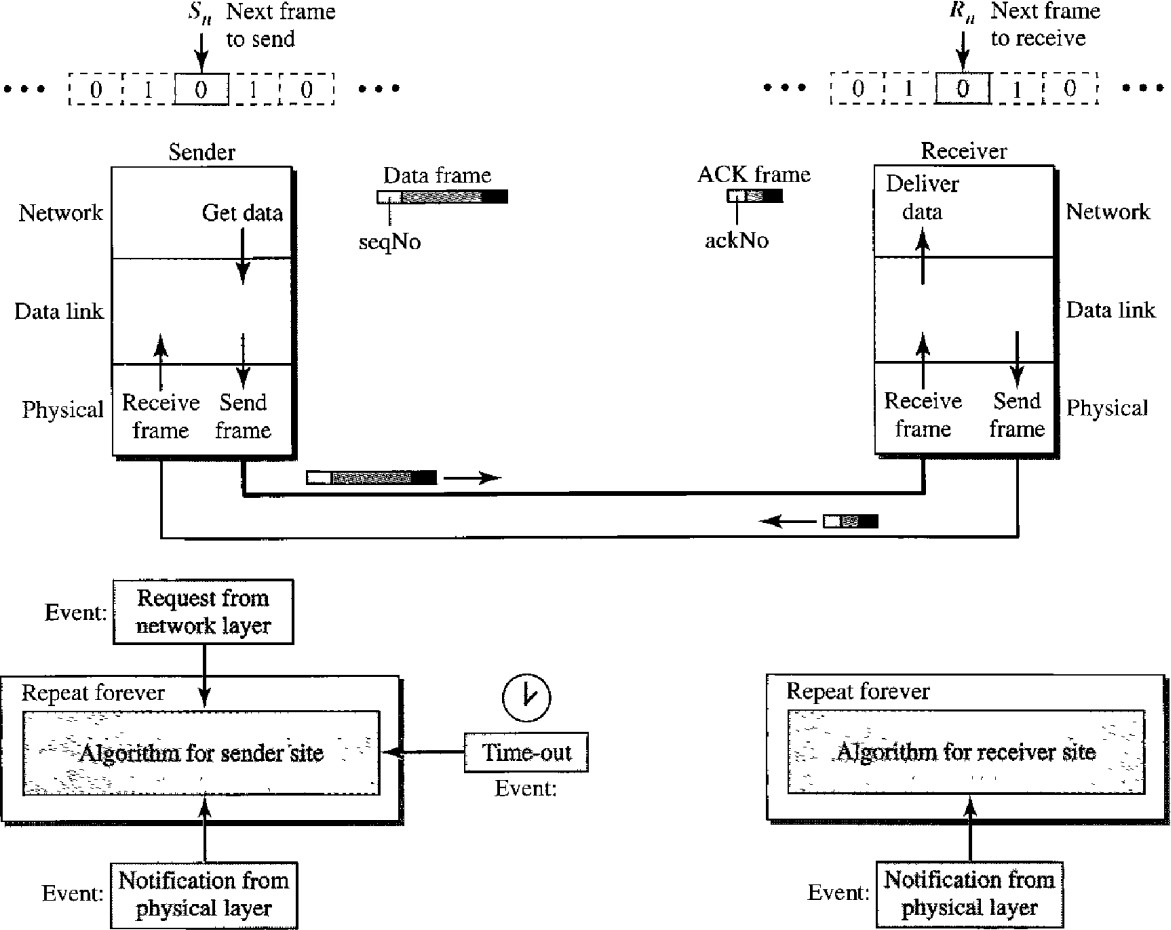 Sn Next frame
to send
Rn Next frame
to receive
••• 0 1 0 1 0 •••
••• 0 1 0 1 0 •••
Sender
Receiver
Data frame
ACK frame
seqNo
ackNo
Network
Get data
Deliver
data
Network
Data link
Data link
Physical
Receive
frame
Send
frame
Receive
frame
Send
frame
Physical
Event:
Request from
network layer
Repeat forever
Algorithm for sender site
Time-out
Event:
Repeat forever
Algorithm for receiver site
Event:
Notification from
physical layer
Event:
Notification from
physical layer